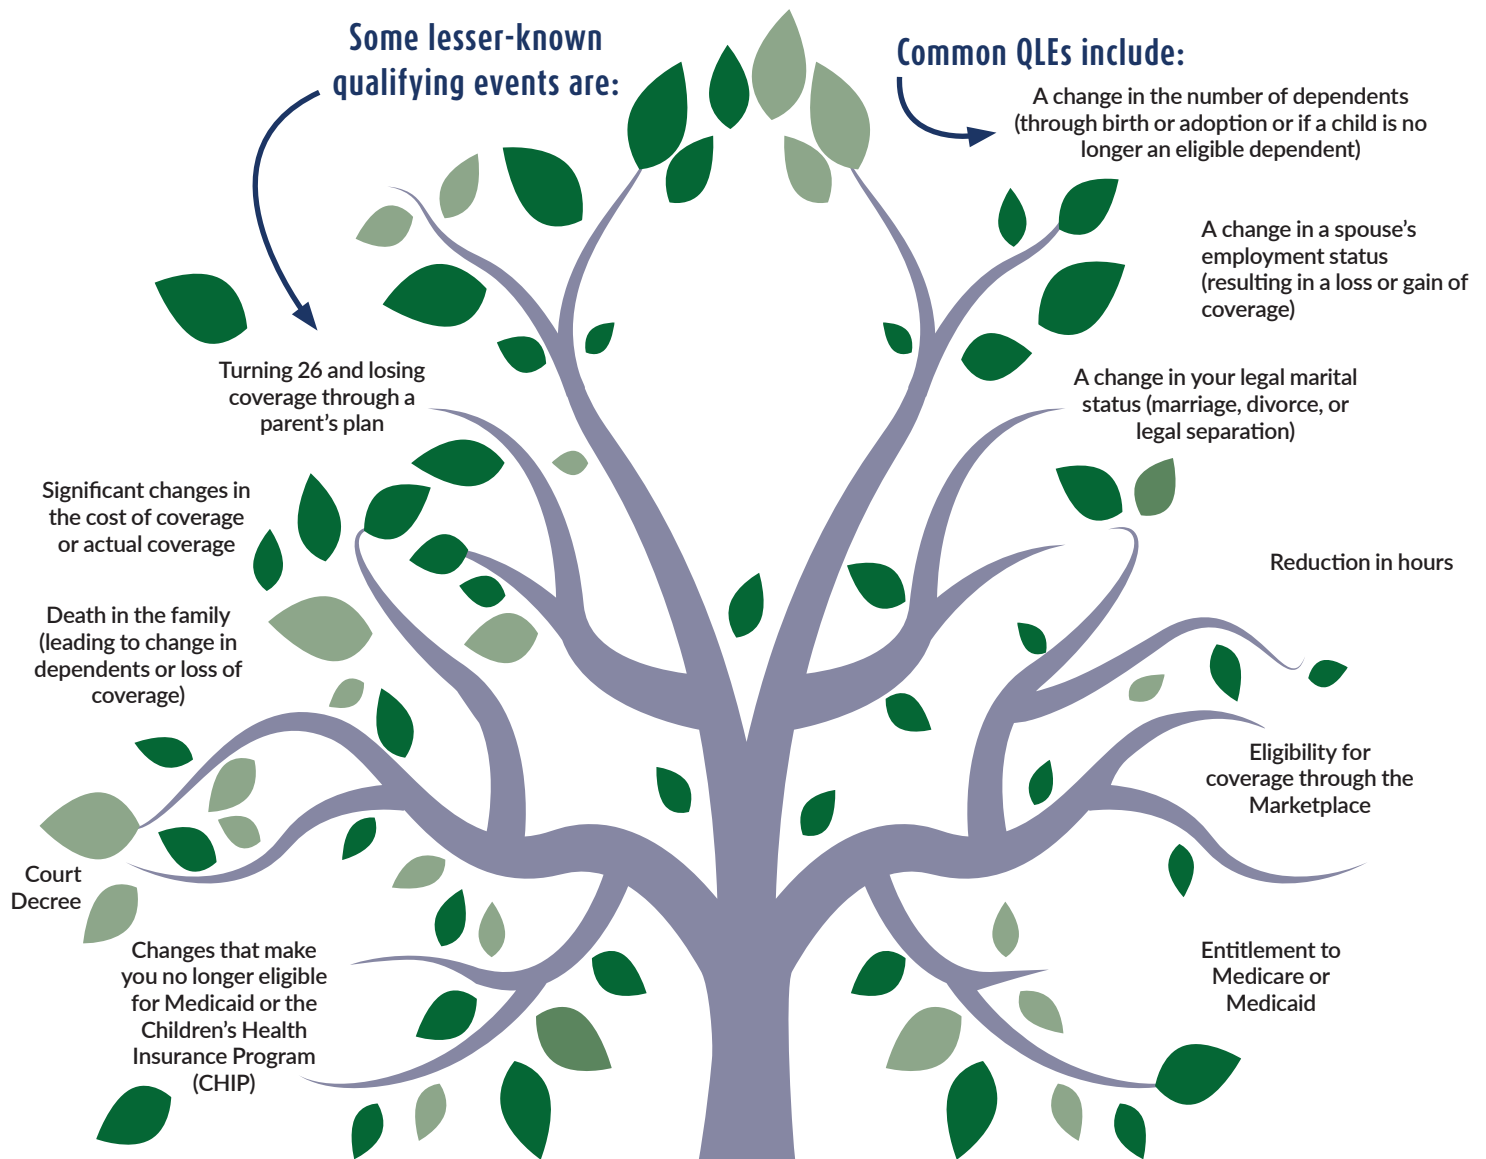 Some lesser-known
qualifying events are:
Turning 26 and losing
coverage through a
parent’s plan
Significant changes in
the cost of coverage
or actual coverage
Death in the family
(leading to change in
dependents or loss of
coverage)
Court
Decree
Changes that make
you no longer eligible
for Medicaid or the
Children’s Health
Insurance Program
(CHIP)
Common QLEs include:
A change in the number of dependents
(through birth or adoption or if a child is no
longer an eligible dependent)
A change in a spouse’s
employment status
(resulting in a loss or gain of
coverage)
A change in your legal marital
status (marriage, divorce, or
legal separation)
Reduction in hours
Eligibility for
coverage through the
Marketplace
Entitlement to
Medicare or
Medicaid